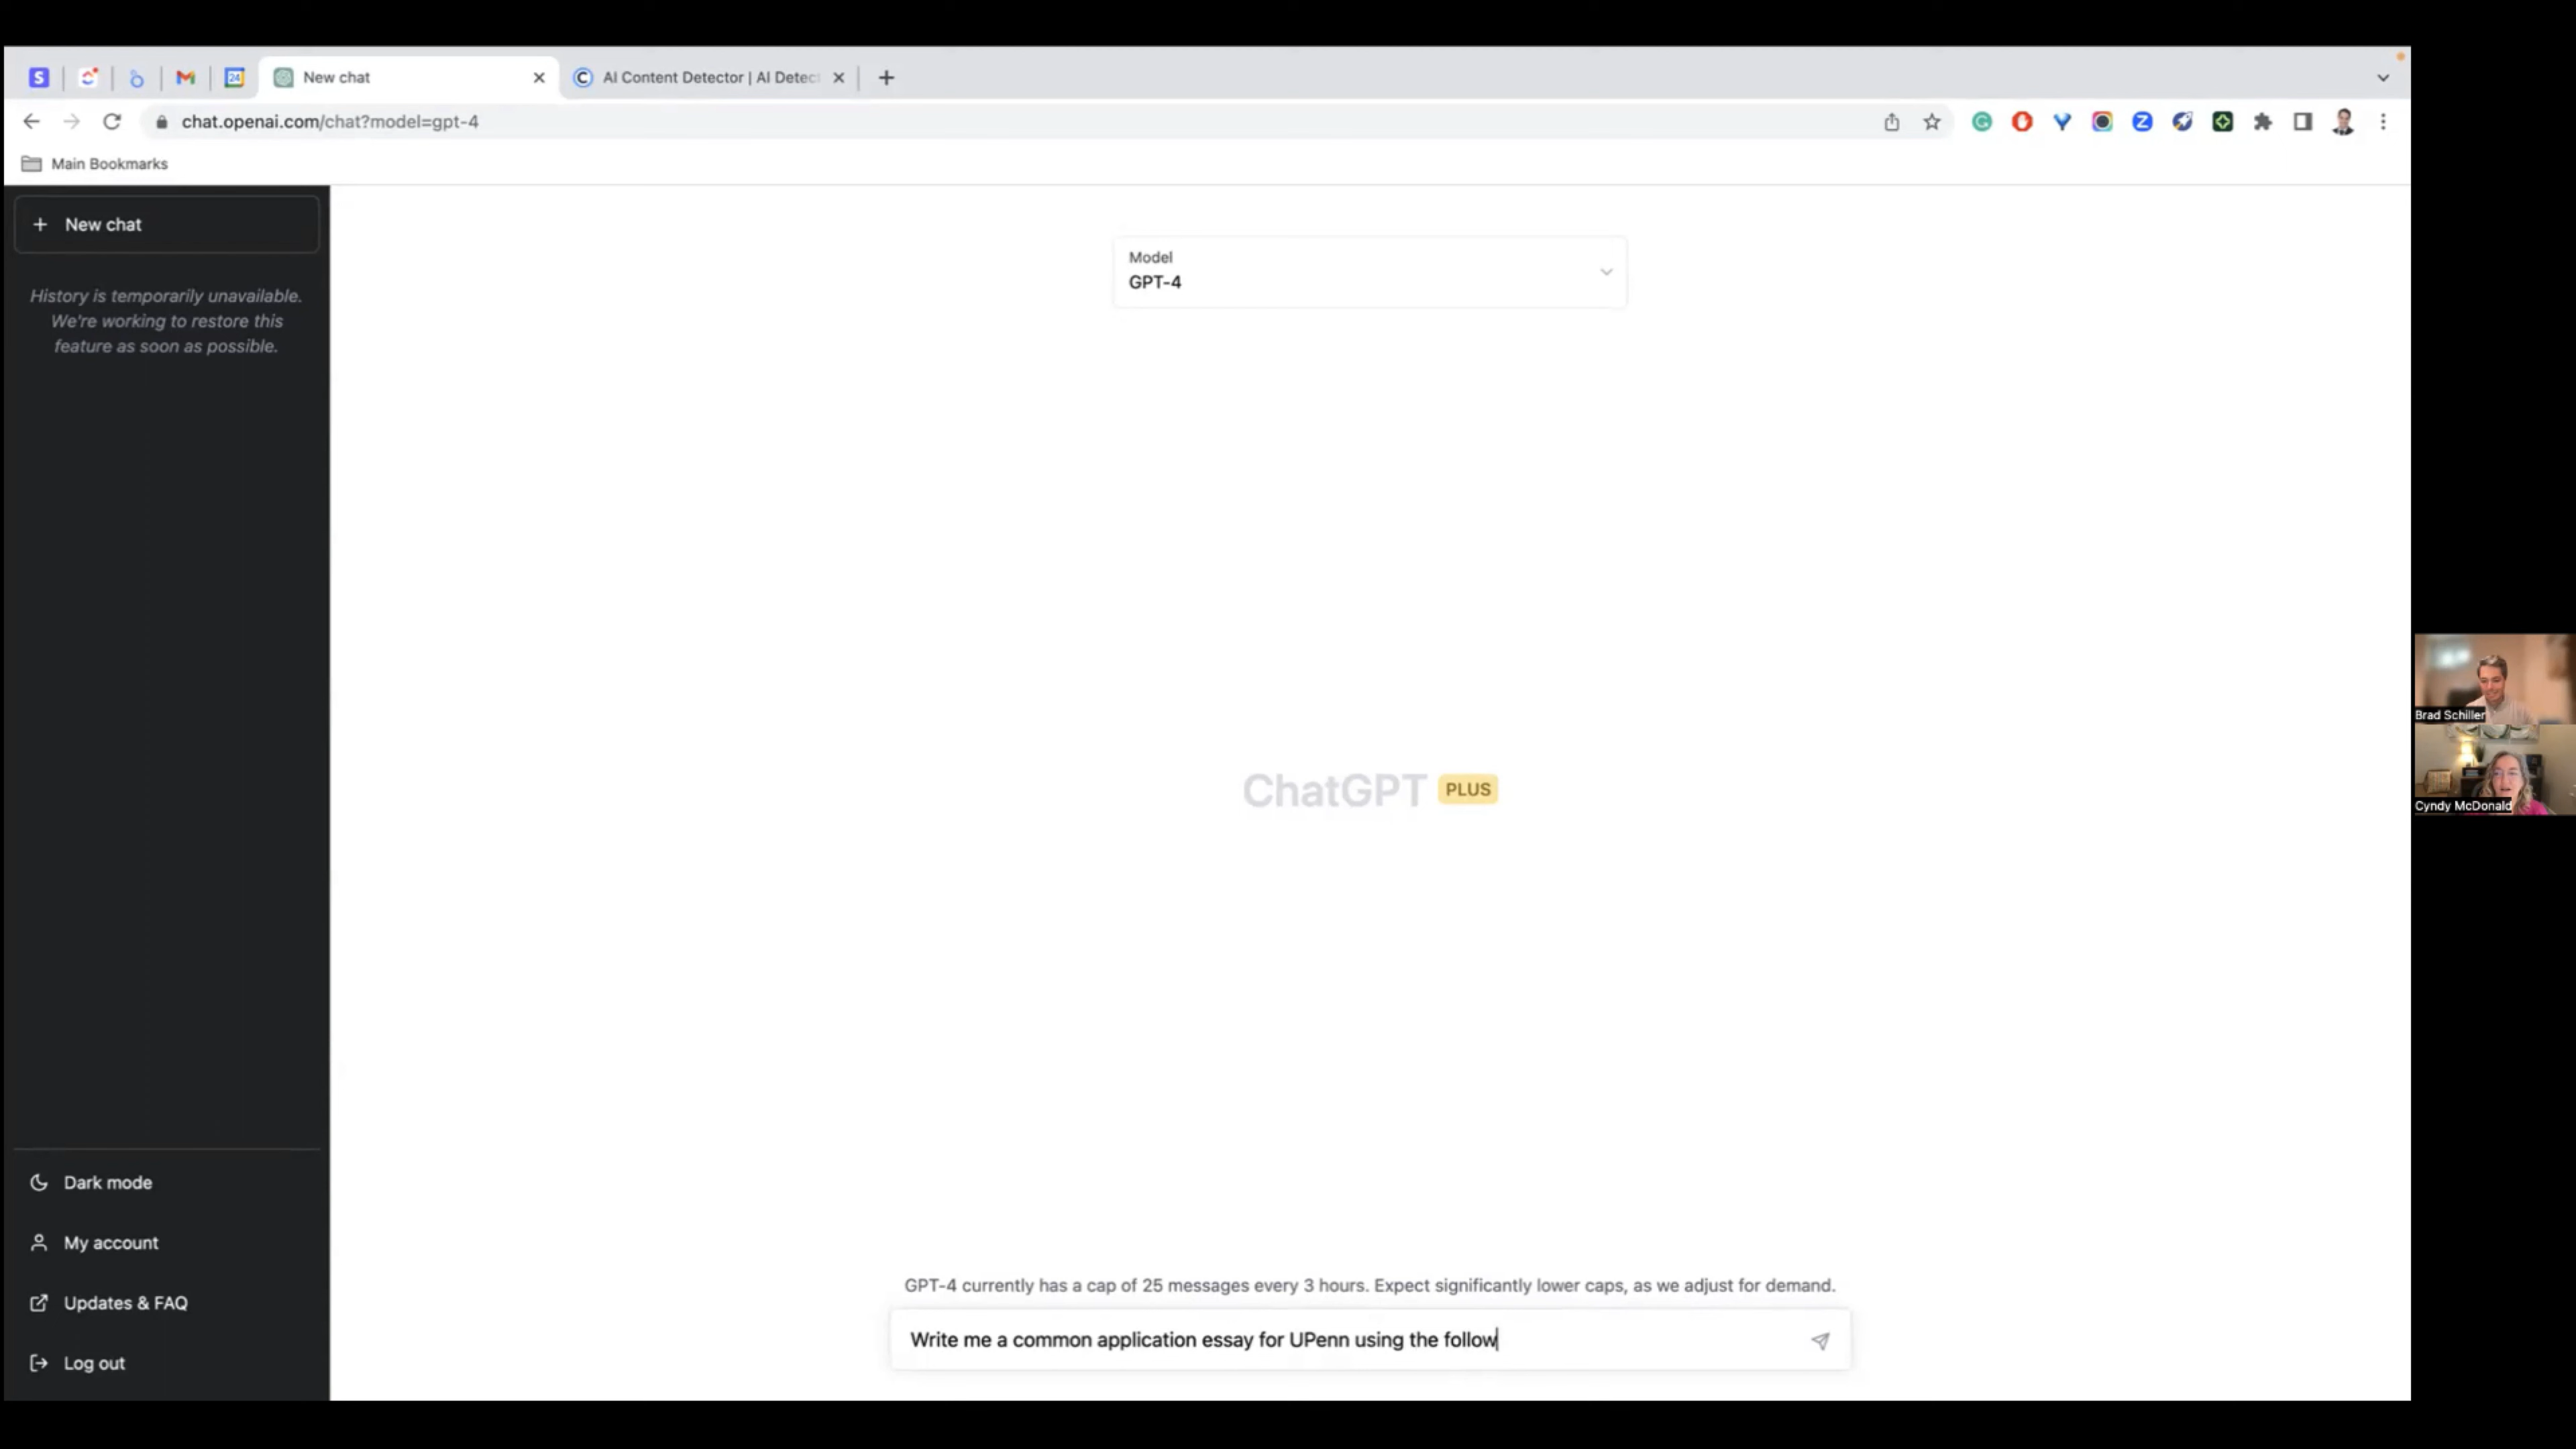 New chat
AI Content Detector | AI Detect
chat.openai.com/chat?model=gpt-4
Main Bookmarks
New chat
History is temporarily unavailable.
We're working to restore this
feature as soon as possible.
Model
GPT-4
ChatGPT PLUS
Brad Schiller
Cyndy McDonald
Dark mode
My account
Updates & FAQ
Log out
GPT-4 currently has a cap of 25 messages every 3 hours. Expect significantly lower caps, as we adjust for demand.
Write me a common application essay for UPenn using the follow